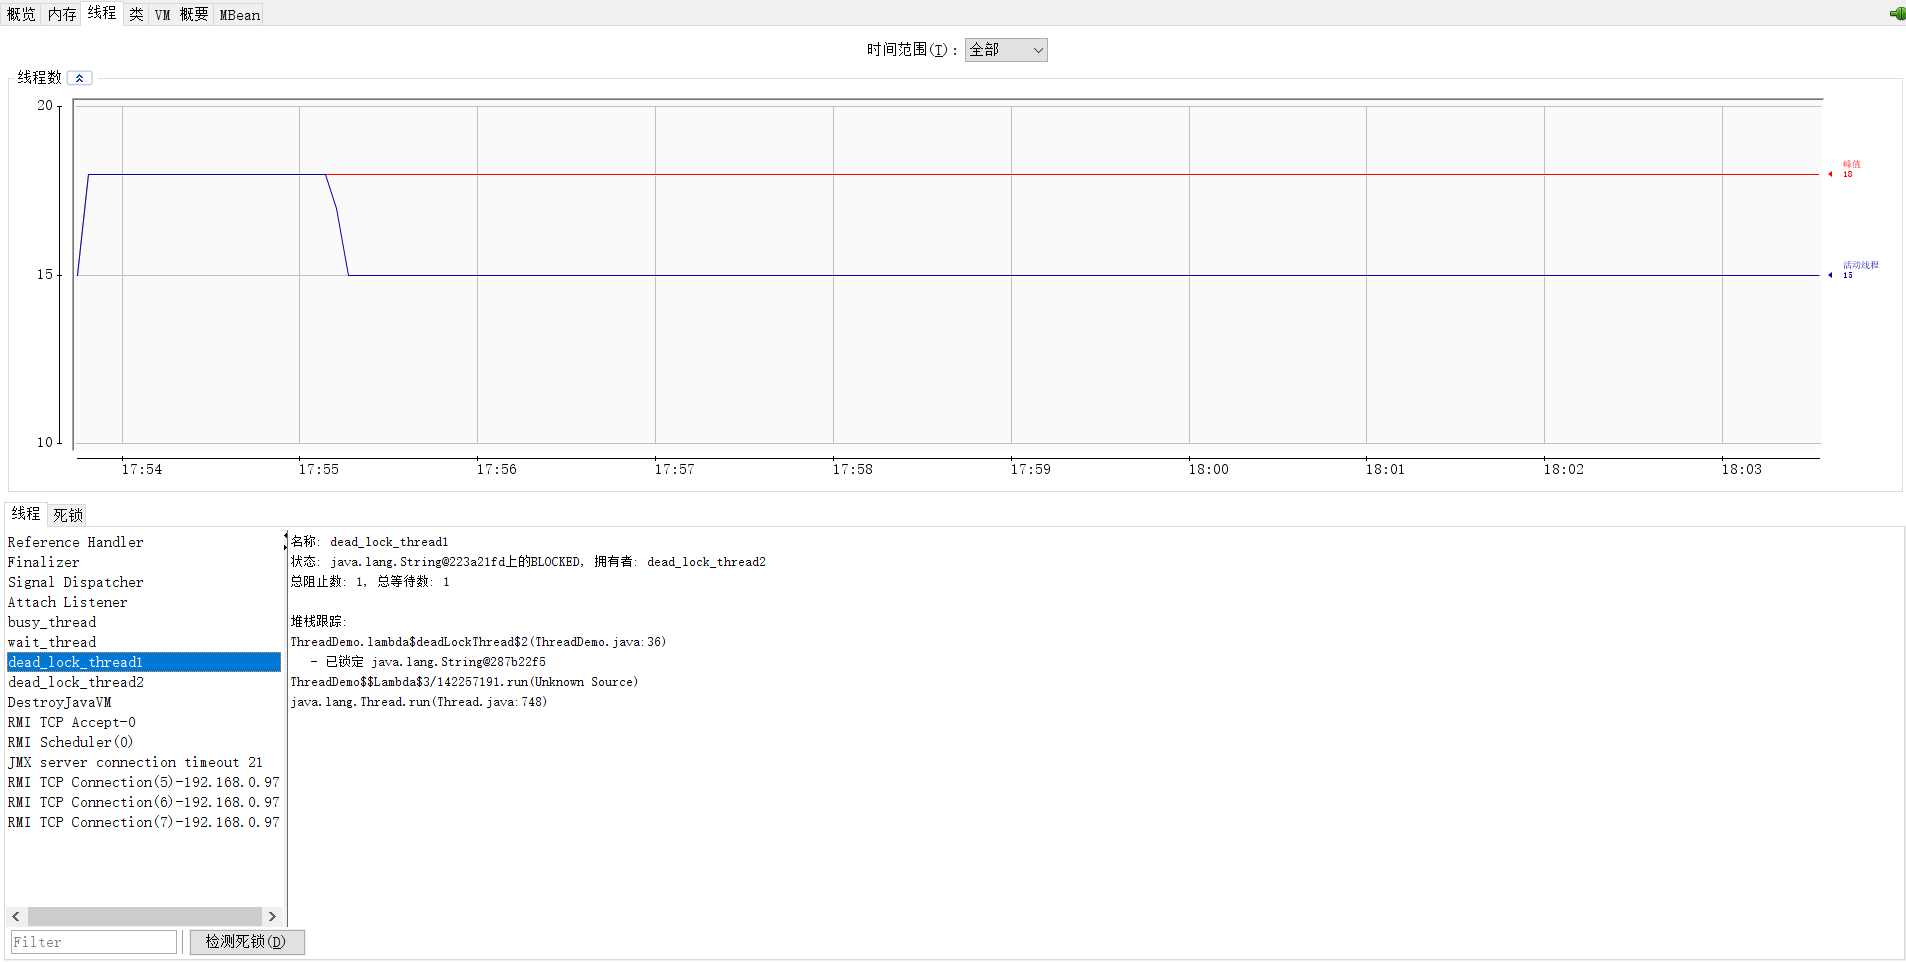 概览 内存 线程 类 VM 概要 MBean
时间范围(T): 全部
线程数
20
15
10
峰值
18
活动线程
15
17:54 17:55 17:56 17:57 17:58 17:59 18:00 18:01 18:02 18:03
线程 死锁
Reference Handler
Finalizer
Signal Dispatcher
Attach Listener
busy_thread
wait_thread
dead_lock_thread1
dead_lock_thread2
DestroyJavaVM
RMI TCP Accept-0
RMI Scheduler(0)
JMX server connection timeout 21
RMI TCP Connection(5)-192.168.0.97
RMI TCP Connection(6)-192.168.0.97
RMI TCP Connection(7)-192.168.0.97
Filter
检测死锁(D)
名称: dead_lock_thread1
状态: java.lang.String@223a21fd上的BLOCKED, 拥有者: dead_lock_thread2
总阻止数: 1, 总等待数: 1
堆栈跟踪:
ThreadDemo.lambda$deadLockThread$2(ThreadDemo.java:36)
- 已锁定 java.lang.String@287b22f5
ThreadDemo$$Lambda$3/142257191.run(Unknown Source)
java.lang.Thread.run(Thread.java:748)